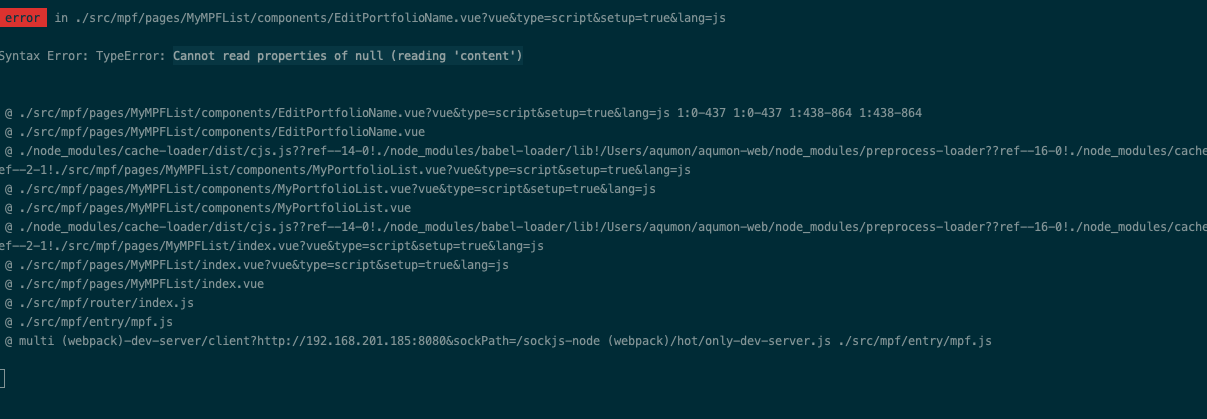 error in ./src/mpf/pages/MyMPFList/components/EditPortfolioName.vue?vue&type=script&setup=true&lang=js
Syntax Error: TypeError: Cannot read properties of null (reading 'content')
@ ./src/mpf/pages/MyMPFList/components/EditPortfolioName.vue?vue&type=script&setup=true&lang=js 1:0-437 1:0-437 1:438-864 1:438-864
@ ./src/mpf/pages/MyMPFList/components/EditPortfolioName.vue
@ ./node_modules/cache-loader/dist/cjs.js??ref--14-0!./node_modules/babel-loader/lib!/Users/aqumon/aqumon-web/node_modules/preprocess-loader??ref--16-0!./node_modules/cache
ef--2-1!./src/mpf/pages/MyMPFList/components/MyPortfolioList.vue?vue&type=script&setup=true&lang=js
@ ./src/mpf/pages/MyMPFList/components/MyPortfolioList.vue?vue&type=script&setup=true&lang=js
@ ./src/mpf/pages/MyMPFList/components/MyPortfolioList.vue
@ ./node_modules/cache-loader/dist/cjs.js??ref--14-0!./node_modules/babel-loader/lib!/Users/aqumon/aqumon-web/node_modules/preprocess-loader??ref--16-0!./node_modules/cache
ef--2-1!./src/mpf/pages/MyMPFList/index.vue?vue&type=script&setup=true&lang=js
@ ./src/mpf/pages/MyMPFList/index.vue?vue&type=script&setup=true&lang=js
@ ./src/mpf/pages/MyMPFList/index.vue
@ ./src/mpf/router/index.js
@ ./src/mpf/entry/mpf.js
@ multi (webpack)-dev-server/client?http://192.168.201.185:8080&sockPath=/sockjs-node (webpack)/hot/only-dev-server.js ./src/mpf/entry/mpf.js